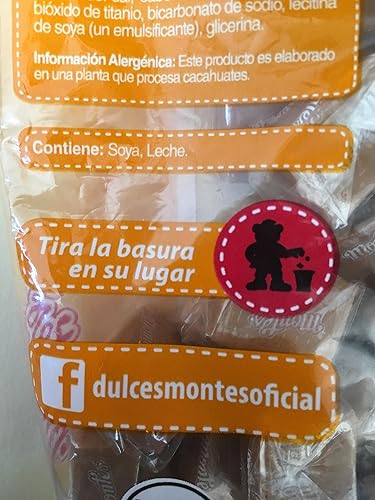 bióxido de titanio, bicarbonato de sodio, lecitina
de soya (un emulsificante), glicerina.
Información Alergénica: Este producto es elaborado
en una planta que procesa cacahuates.
Contiene: Soya, Leche.
Tira la basura
en su lugar
f dulcesmontesoficial